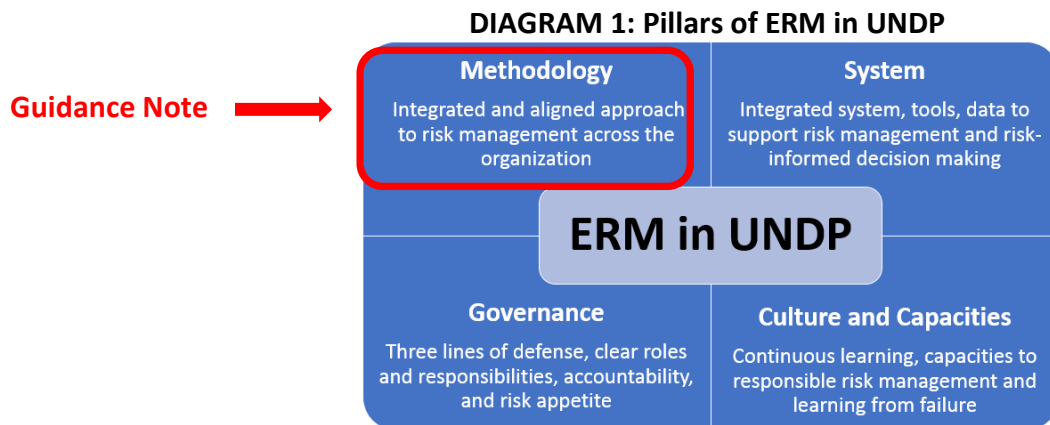 DIAGRAM 1: Pillars of ERM in UNDP
Guidance Note
Methodology
Integrated and aligned approach
to risk management across the
organization
System
Integrated system, tools, data to
support risk management and risk-
informed decision making
ERM in UNDP
Governance
Three lines of defense, clear roles
and responsibilities, accountability,
and risk appetite
Culture and Capacities
Continuous learning, capacities to
responsible risk management and
learning from failure